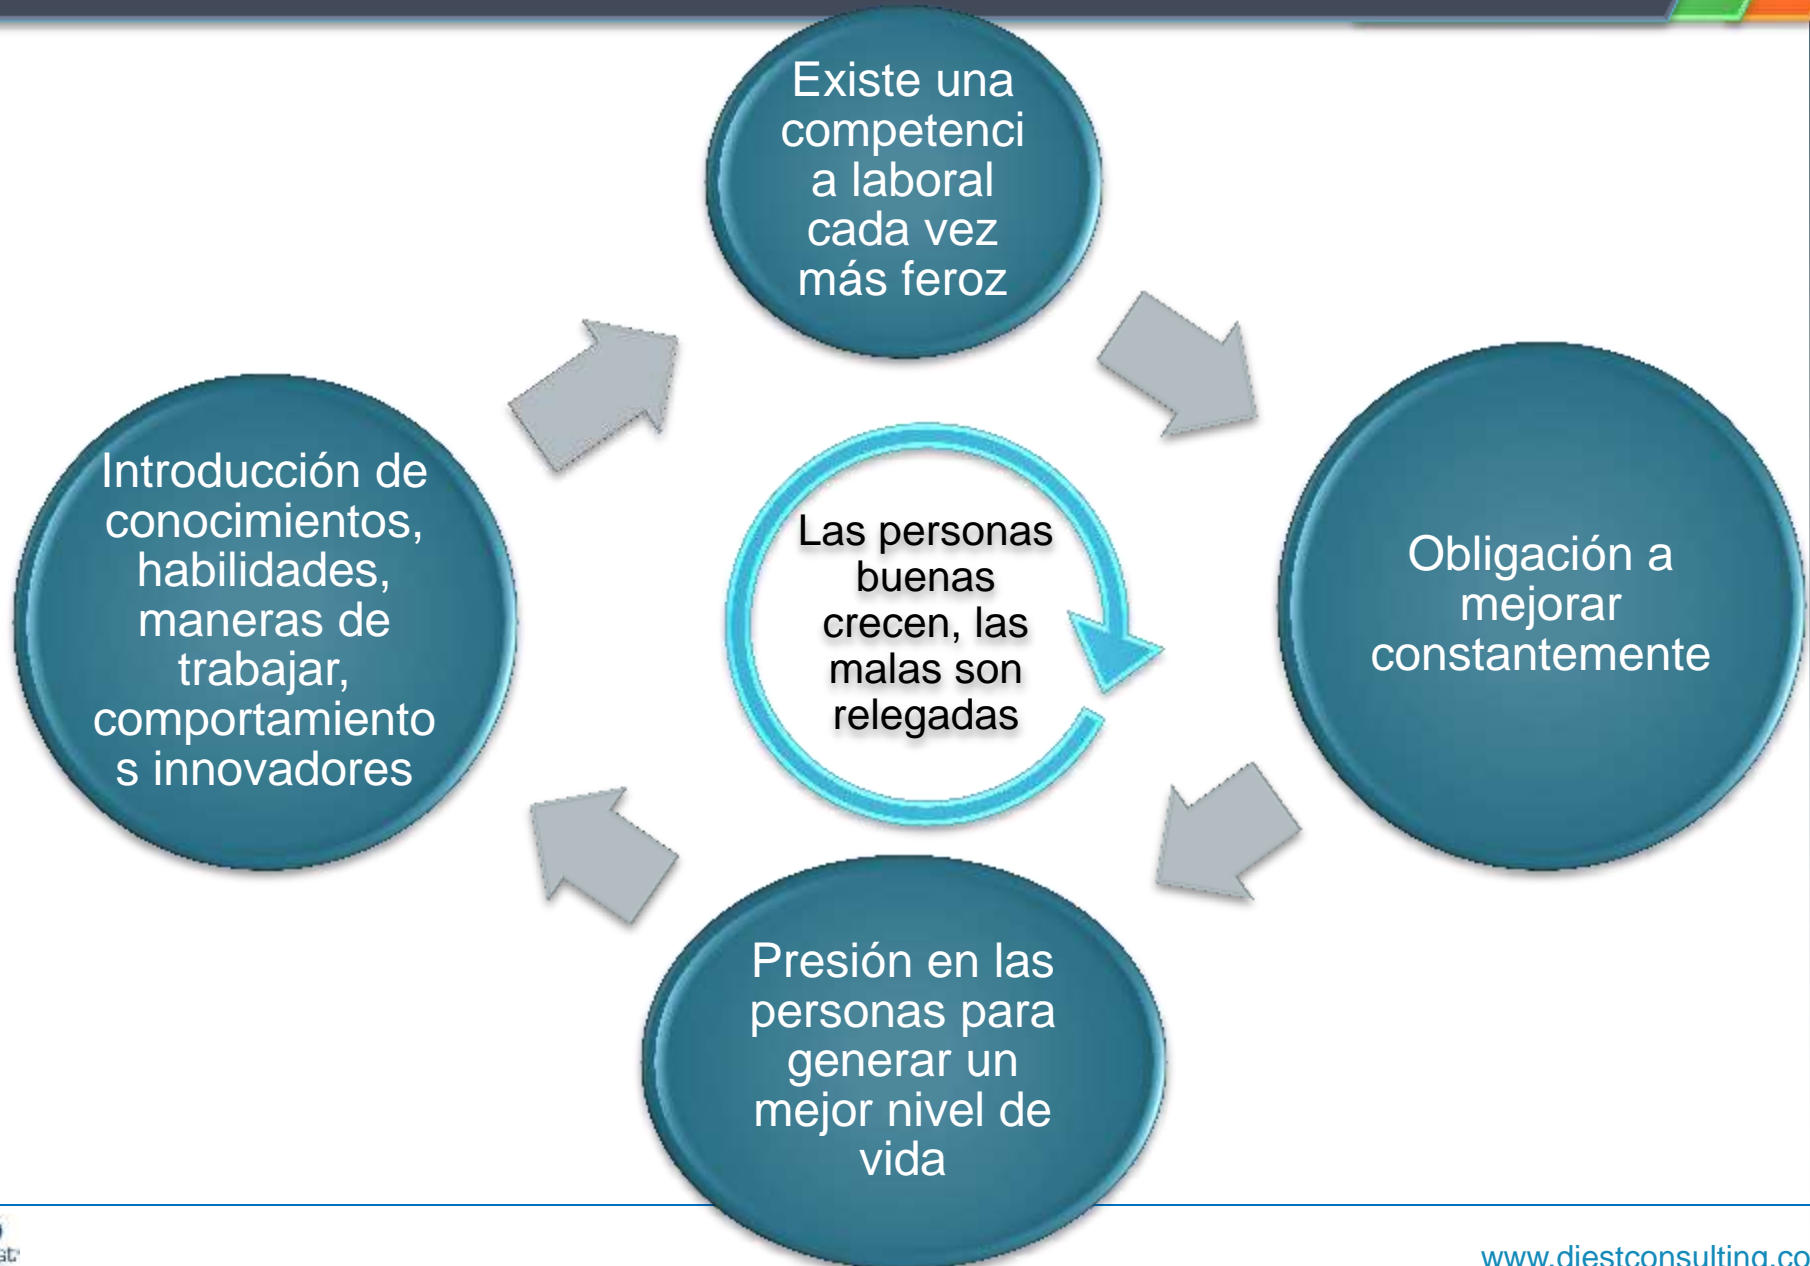 Existe una
competenci
a laboral
cada vez
más feroz
Obligación a
mejorar
constantemente
Presión en las
personas para
generar un
mejor nivel de
vida
Introducción de
conocimientos,
habilidades,
maneras de
trabajar,
comportamiento
s innovadores
Las personas
buenas
crecen, las
malas son
relegadas
www.diestconsulting.co